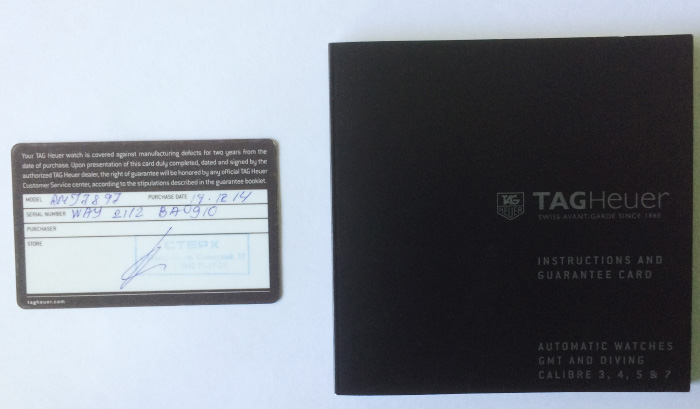 Your TAG Heuer watch is covered against manufacturing defects for two years from the
date of purchase. Upon presentation of this card duly completed, dated and signed by the
authorized TAG Heuer dealer, the right of guarantee will be honored by any official TAG Heuer
Customer Service center, according to the stipulations described in the guarantee booklet.
MODEL PURCHASE DATE 19.12.14
SERIAL NUMBER WAY 2112 BA0910
PURCHASER
STORE
tagheuer.com
TAG
HEUER
TAGHeuer
SWISS AVANT-GARDE SINCE 1860
INSTRUCTIONS AND
GUARANTEE CARD
AUTOMATIC WATCHES
GMT AND DIVING
CALIBRE 3, 4, 5 & 7